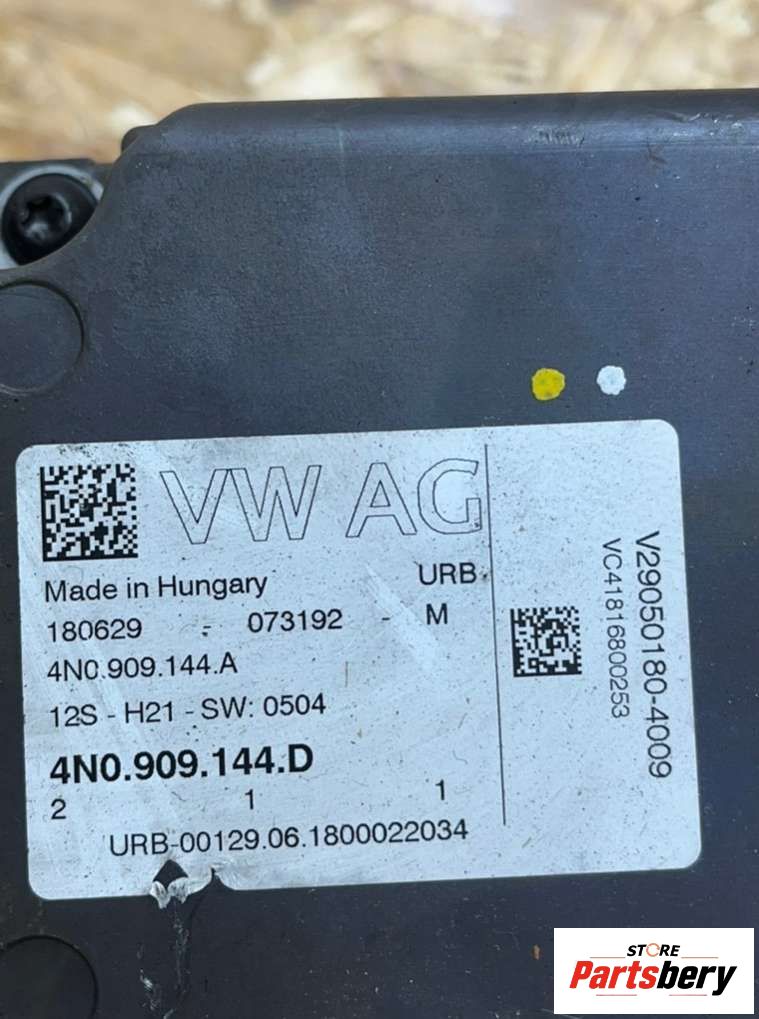 VW AG
Made in Hungary URB
180629 - 073192 - M
4N0.909.144.A
12S - H21 - SW: 0504
4N0.909.144.D
2 1 1
URB-00129.06.1800022034
V29050180-4009
VC41816800253
STORE
Partsbery